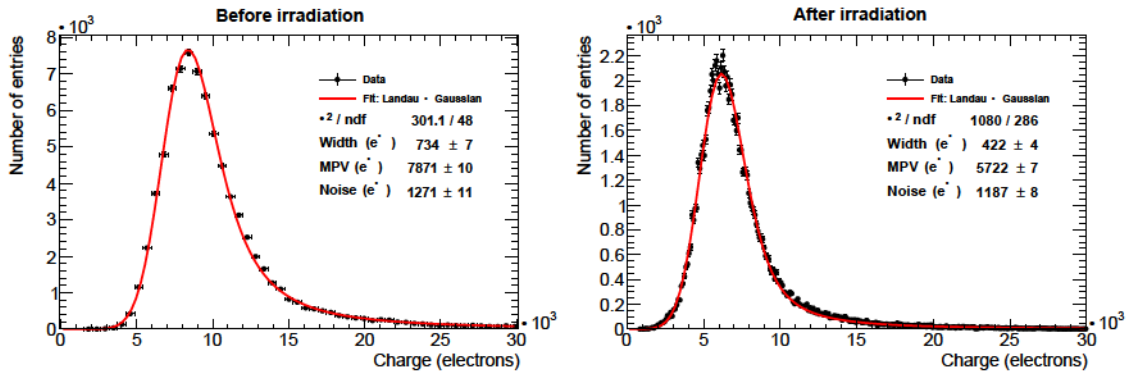 Before irradiation
• 10³
Number of entries
8
7
6
5
4
3
2
1
0
Data
Fit: Landau - Gaussian
•² / ndf 301.1 / 48
Width (e⁻) 734 ± 7
MPV (e⁻) 7871 ± 10
Noise (e⁻) 1271 ± 11
0 5 10 15 20 25 30
• 10³
Charge (electrons)
After irradiation
• 10³
Number of entries
2.2
2
1.8
1.6
1.4
1.2
1
0.8
0.6
0.4
0.2
0
Data
Fit: Landau - Gaussian
•² / ndf 1080 / 286
Width (e⁻) 422 ± 4
MPV (e⁻) 5722 ± 7
Noise (e⁻) 1187 ± 8
0 5 10 15 20 25 30
• 10³
Charge (electrons)